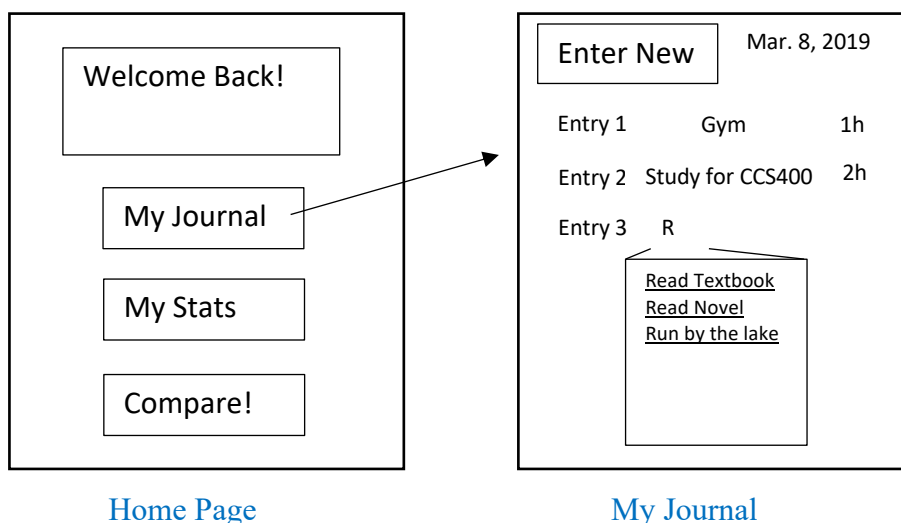 Welcome Back!
My Journal
My Stats
Compare!
Home Page
Enter New
Mar. 8, 2019
Entry 1 Gym 1h
Entry 2 Study for CCS400 2h
Entry 3 R
Read Textbook
Read Novel
Run by the lake
My Journal